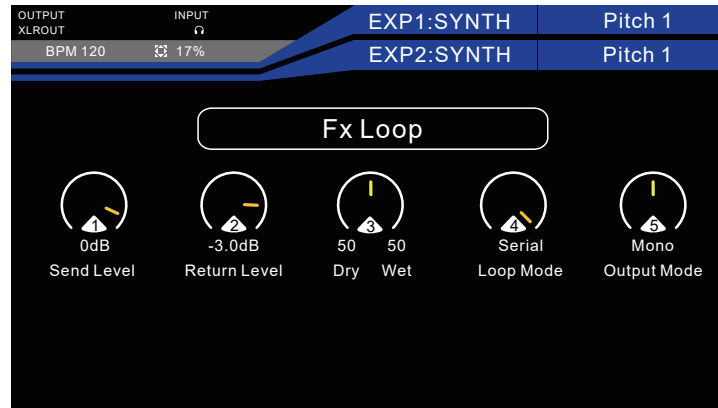 OUTPUT INPUT EXP1:SYNTH Pitch 1
XLROUT
BPM 120 17% EXP2:SYNTH Pitch 1
Fx Loop
1 2 3 4 5
0dB -3.0dB 50 50 Serial Mono
Send Level Return Level Dry Wet Loop Mode Output Mode